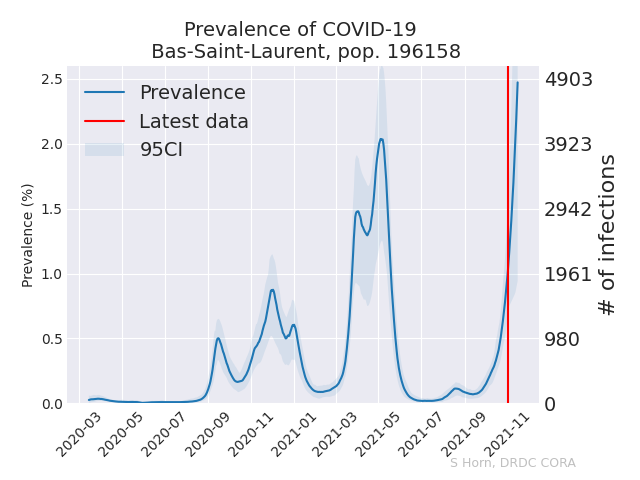 Prevalence of COVID-19
Bas-Saint-Laurent, pop. 196158
Prevalence
Latest data
95CI
Prevalence (%)
2.5
2.0
1.5
1.0
0.5
0.0
4903
3923
2942
1961
980
0
# of infections
2020-03
2020-05
2020-07
2020-09
2020-11
2021-01
2021-03
2021-05
2021-07
2021-09
2021-11
S Horn, DRDC CORA